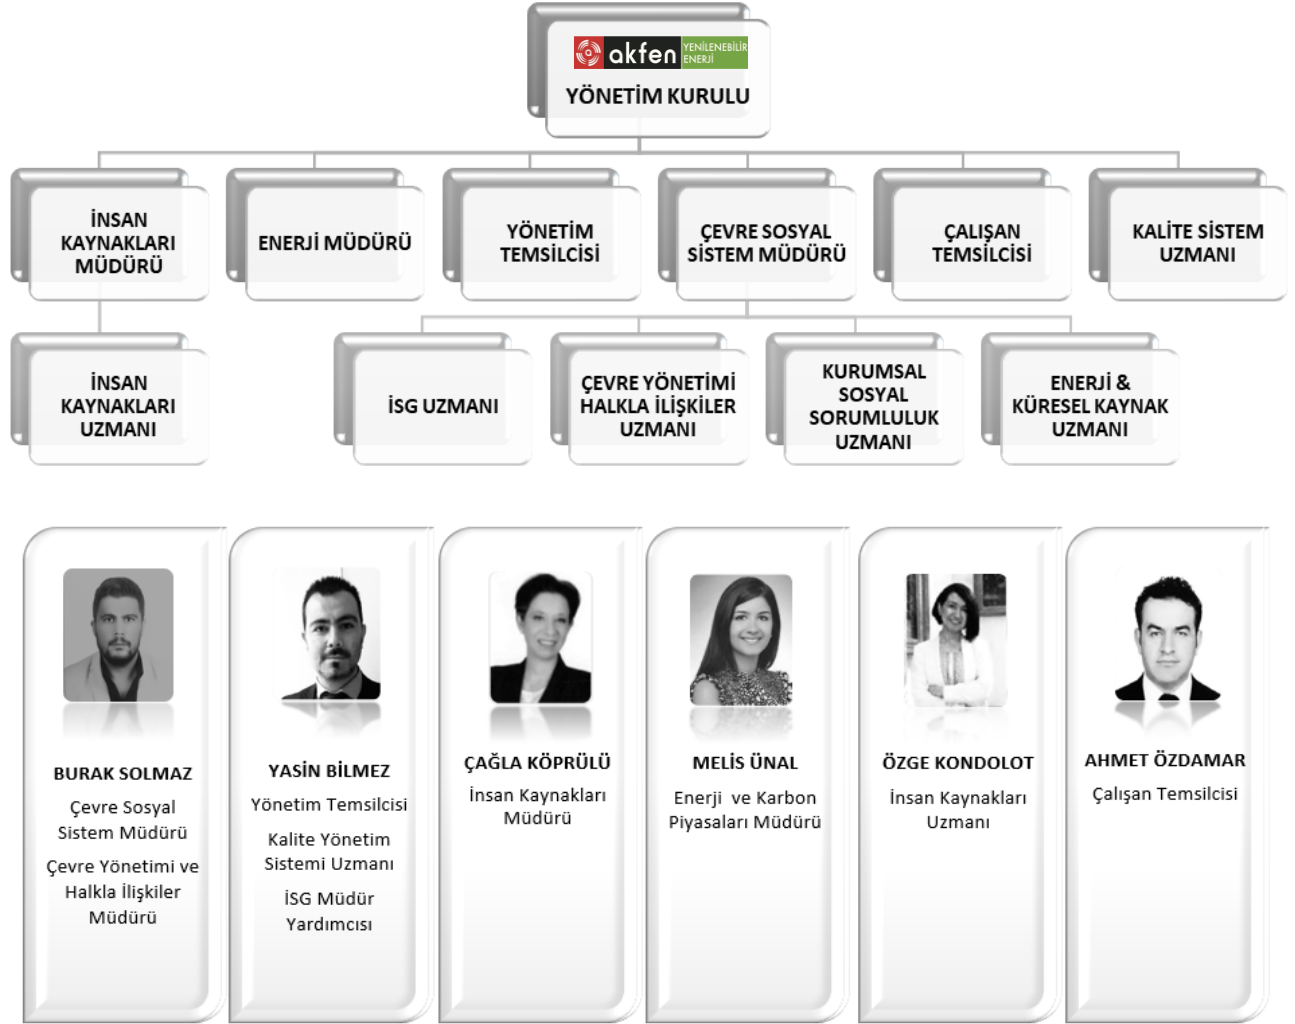 akfen YENİLENEBİLİR
ENERJİ
YÖNETİM KURULU
İNSAN
KAYNAKLARI
MÜDÜRÜ
ENERJİ MÜDÜRÜ
YÖNETİM
TEMSİLCİSİ
ÇEVRE SOSYAL
SİSTEM MÜDÜRÜ
ÇALIŞAN
TEMSİLCİSİ
KALİTE SİSTEM
UZMANI
İNSAN
KAYNAKLARI
UZMANI
İSG UZMANI
ÇEVRE YÖNETİMİ
HALKLA İLİŞKİLER
UZMANI
KURUMSAL
SOSYAL
SORUMLULUK
UZMANI
ENERJİ &
KÜRESEL KAYNAK
UZMANI
BURAK SOLMAZ
Çevre Sosyal
Sistem Müdürü
Çevre Yönetimi ve
Halkla İlişkiler
Müdürü
YASİN BİLMEZ
Yönetim Temsilcisi
Kalite Yönetim
Sistemi Uzmanı
İSG Müdür
Yardımcısı
ÇAĞLA KÖPRÜLÜ
İnsan Kaynakları
Müdürü
MELİS ÜNAL
Enerji ve Karbon
Piyasaları Müdürü
ÖZGE KONDOLOT
İnsan Kaynakları
Uzmanı
AHMET ÖZDAMAR
Çalışan Temsilcisi